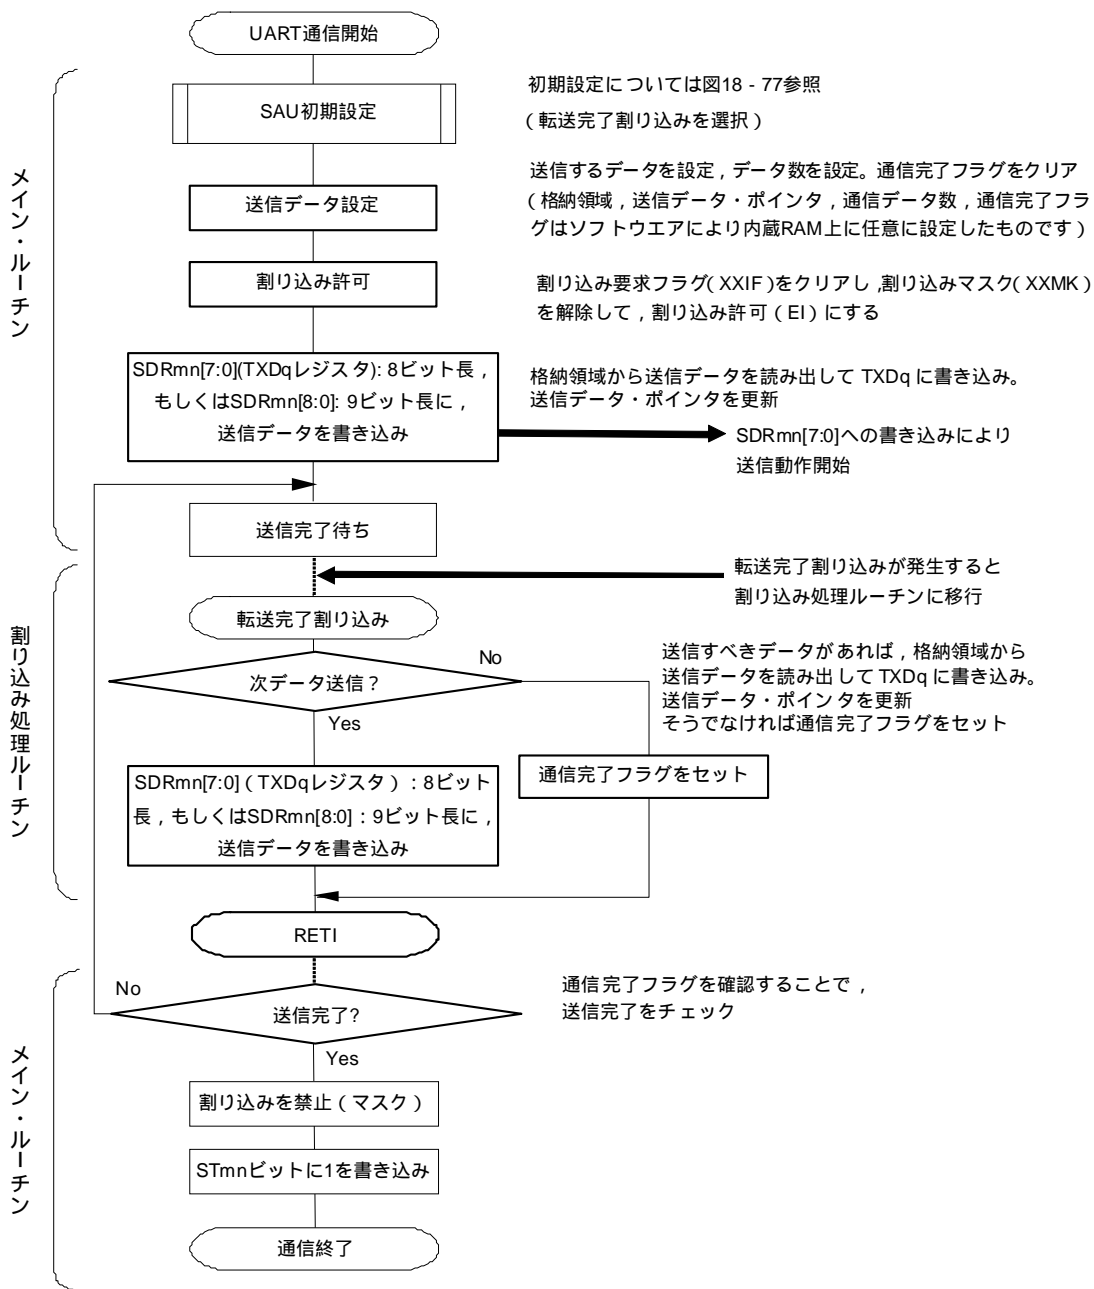 UART通信開始
メイン・ルーチン
SAU初期設定
初期設定については図18 - 77参照
（転送完了割り込みを選択）
送信データ設定
送信するデータを設定，データ数を設定。通信完了フラグをクリア
（格納領域，送信データ・ポインタ，通信データ数，通信完了フラ
グはソフトウエアにより内蔵RAM上に任意に設定したものです）
割り込み許可
割り込み要求フラグ（XXIF）をクリアし，割り込みマスク（XXMK）
を解除して，割り込み許可（EI）にする
SDRmn[7:0](TXDqレジスタ): 8ビット長，
もしくはSDRmn[8:0]: 9ビット長に，
送信データを書き込み
格納領域から送信データを読み出して TXDq に書き込み。
送信データ・ポインタを更新
SDRmn[7:0]への書き込みにより
送信動作開始
送信完了待ち
割り込み処理ルーチン
転送完了割り込みが発生すると
割り込み処理ルーチンに移行
転送完了割り込み
次データ送信？
No
Yes
送信すべきデータがあれば，格納領域から
送信データを読み出して TXDq に書き込み。
送信データ・ポインタを更新
そうでなければ通信完了フラグをセット
SDRmn[7:0]（TXDqレジスタ）: 8ビット
長，もしくはSDRmn[8:0]: 9ビット長に，
送信データを書き込み
通信完了フラグをセット
RETI
メイン・ルーチン
No
送信完了?
Yes
通信完了フラグを確認することで，
送信完了をチェック
割り込みを禁止（マスク）
STmnビットに1を書き込み
通信終了